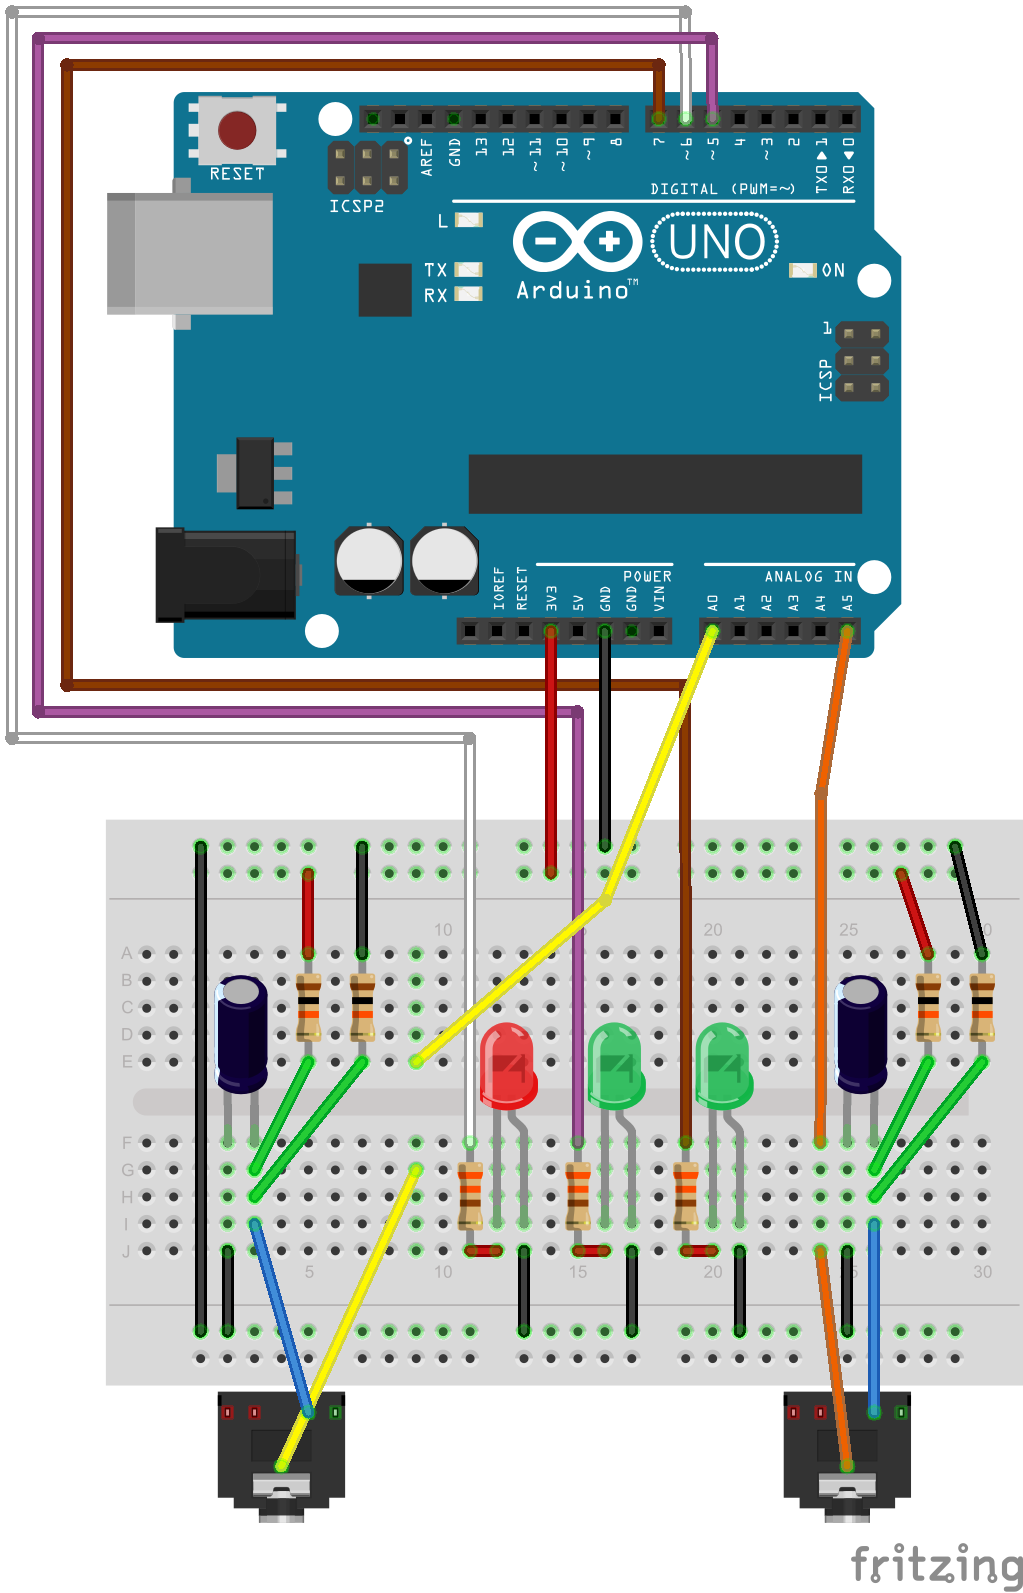 RESET
ICSP2
AREF
GND
13
12
~11
~10
~9
8
7
~6
~5
4
~3
2
TX0▶1
RX0◀0
DIGITAL (PWM=~)
L
TX
RX
Arduino™
UNO
ON
1
ICSP
IOREF
RESET
3V3
5V
GND
GND
VIN
POWER
A0
A1
A2
A3
A4
A5
ANALOG IN
10
20
25
A
B
C
D
E
F
G
H
I
J
5
10
15
20
30
fritzing